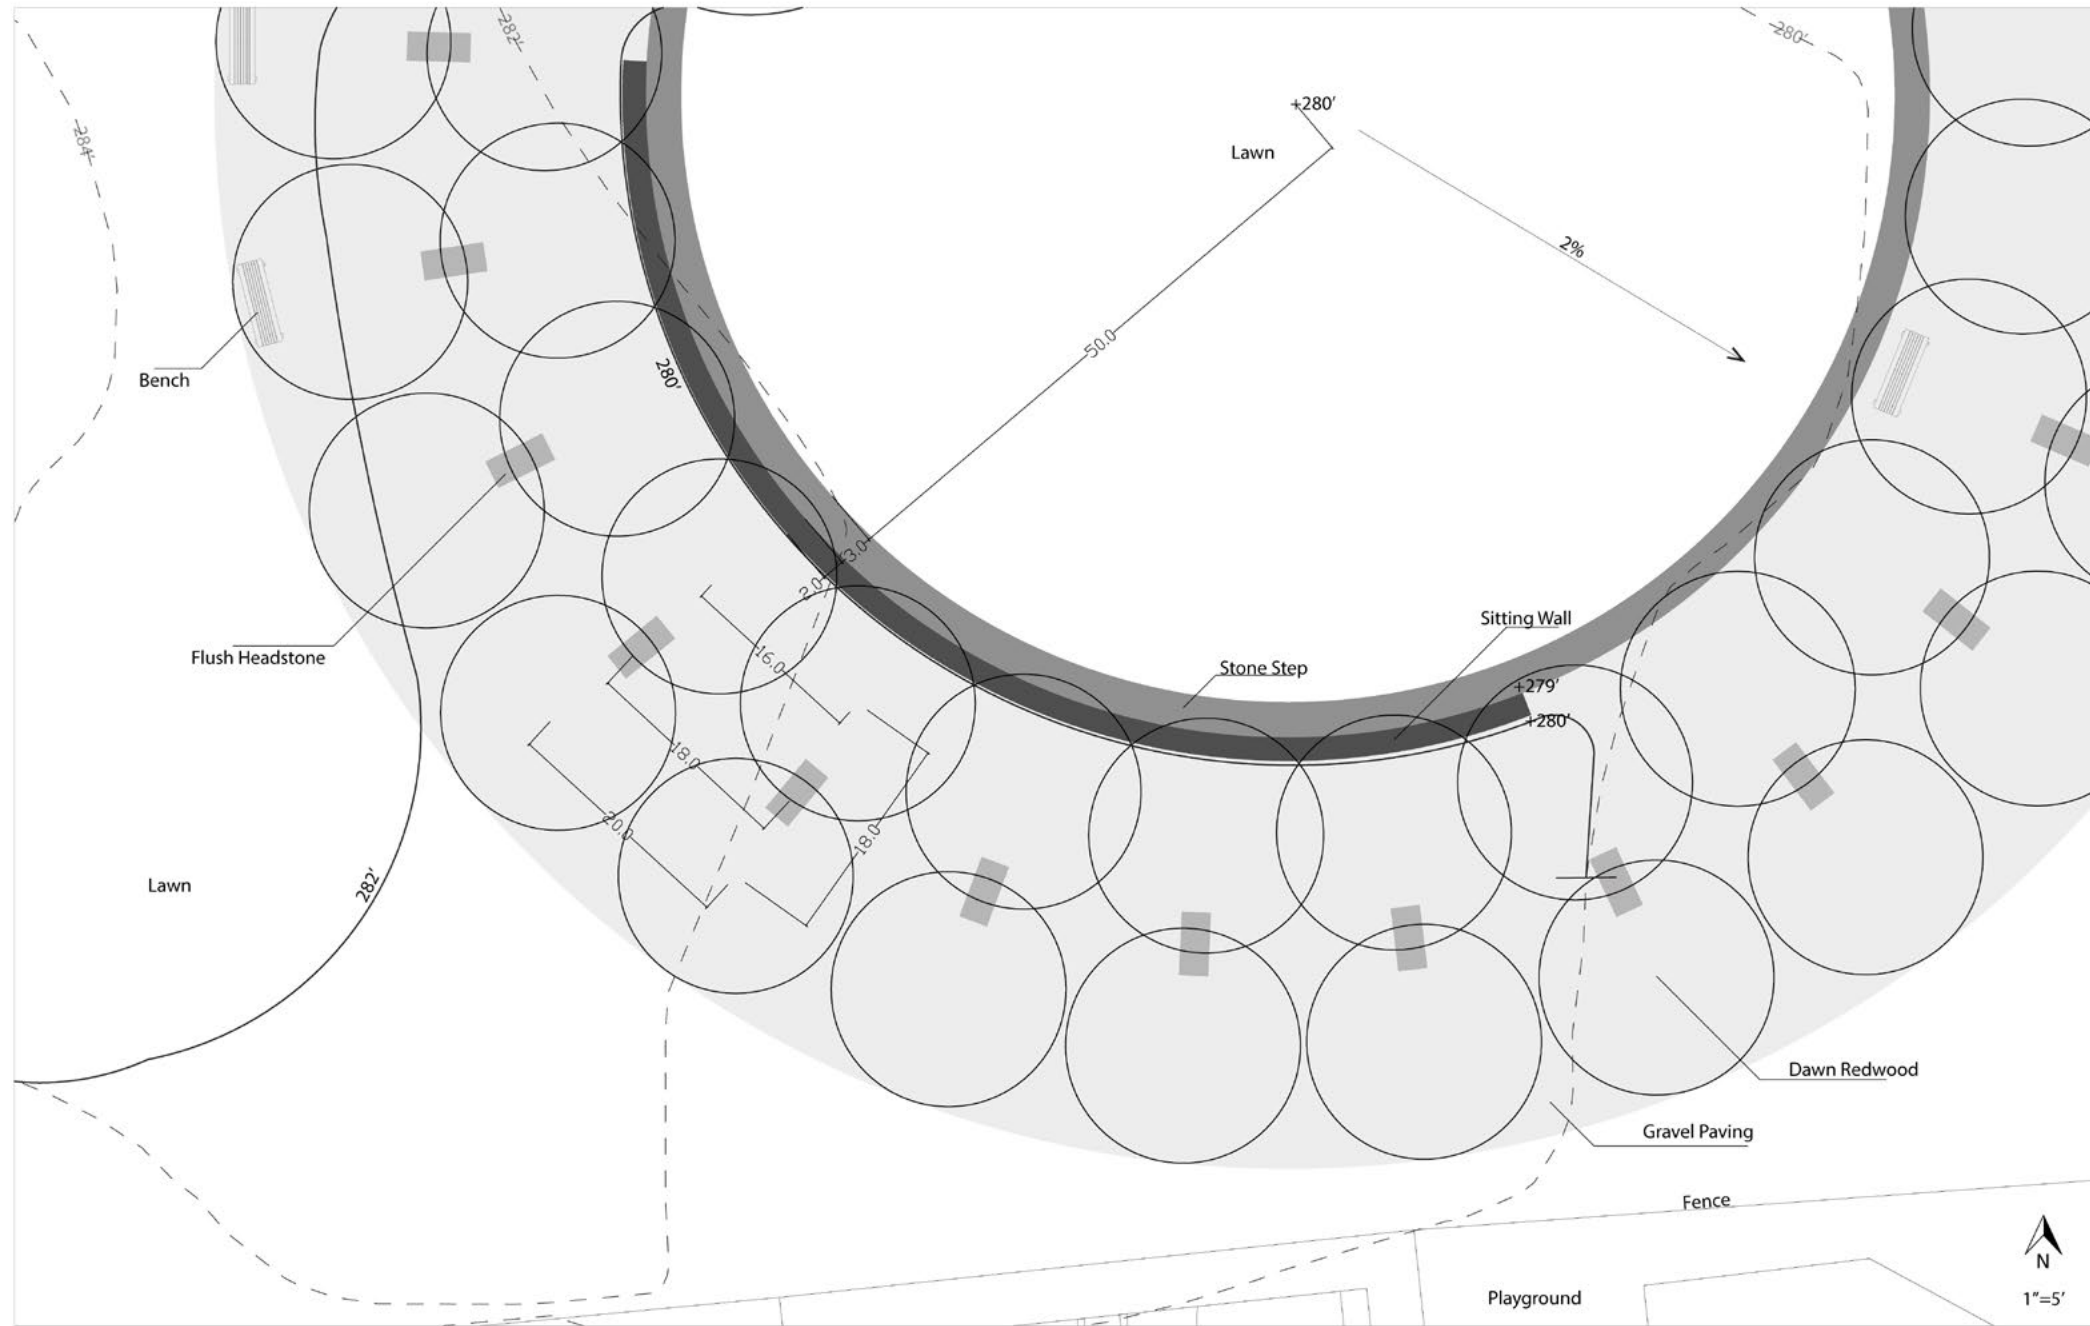 282'
280'
284'
+280'
Lawn
2%
50.0
280'
Bench
3.0
2.0
Sitting Wall
16.0
Flush Headstone
Stone Step
+279'
+280'
18.0
20.0
18.0
Lawn
282'
Dawn Redwood
Gravel Paving
Fence
N
Playground
1"=5'